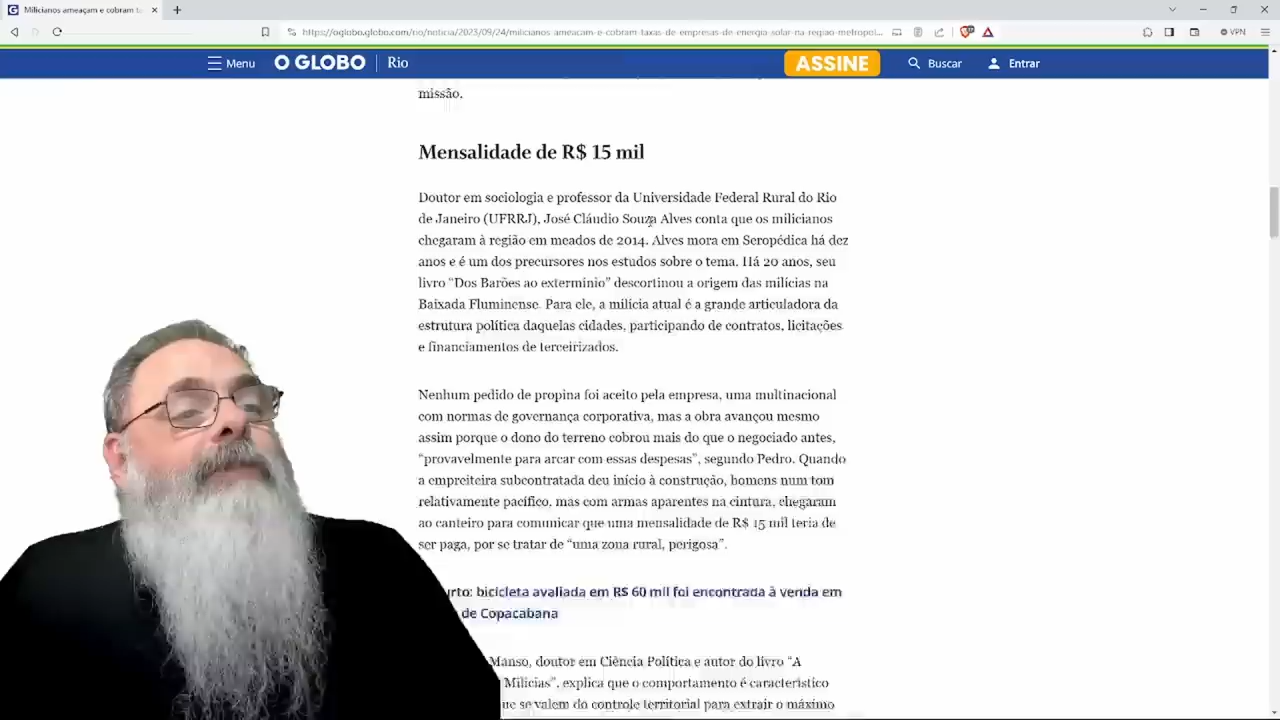 Milicianos ameaçam e cobram ta
https://oglobo.globo.com/rio/noticia/2023/09/24/milicianos-ameacam-e-cobram-taxas-de-empresas-de-energia-solar-na-regiao-metropol...
VPN
Menu
O GLOBO
Rio
ASSINE
Buscar
Entrar
missão.
Mensalidade de R$ 15 mil
Doutor em sociologia e professor da Universidade Federal Rural do Rio
de Janeiro (UFRRJ), José Cláudio Souza Alves conta que os milicianos
chegaram à região em meados de 2014. Alves mora em Seropédica há dez
anos e é um dos precursores nos estudos sobre o tema. Há 20 anos, seu
livro “Dos Barões ao extermínio” descortinou a origem das milícias na
Baixada Fluminense. Para ele, a milícia atual é a grande articuladora da
estrutura política daquelas cidades, participando de contratos, licitações
e financiamentos de terceirizados.
Nenhum pedido de propina foi aceito pela empresa, uma multinacional
com normas de governança corporativa, mas a obra avançou mesmo
assim porque o dono do terreno cobrou mais do que o negociado antes,
“provavelmente para arcar com essas despesas”, segundo Pedro. Quando
a empreiteira subcontratada deu início à construção, homens num tom
relativamente pacífico, mas com armas aparentes na cintura, chegaram
ao canteiro para comunicar que uma mensalidade de R$ 15 mil teria de
ser paga, por se tratar de “uma zona rural, perigosa”.
urto: bicicleta avaliada em R$ 60 mil foi encontrada à venda em
de Copacabana
Manso, doutor em Ciência Política e autor do livro “A
Milícias”, explica que o comportamento é característico
que se valem do controle territorial para extrair o máximo